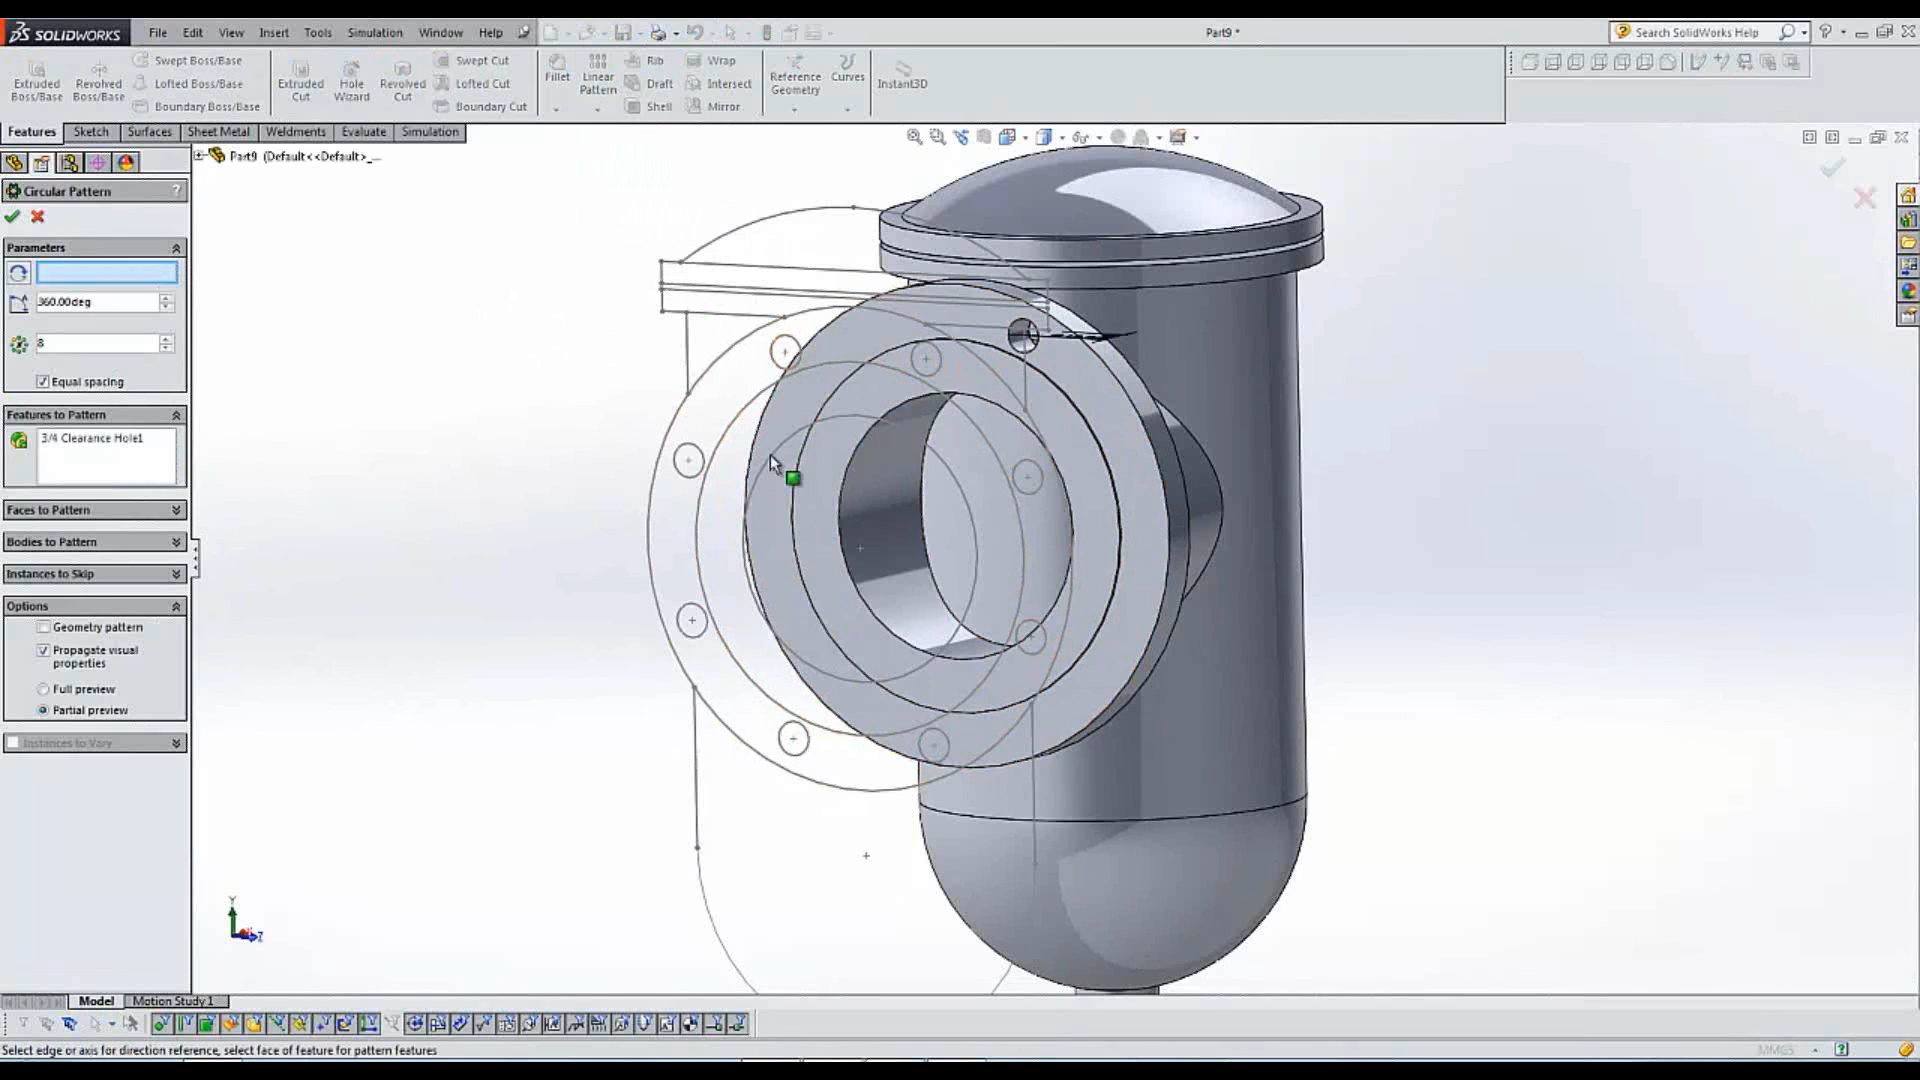 SOLIDWORKS File Edit View Insert Tools Simulation Window Help Part9 * Search SolidWorks Help
Extruded Boss/Base Revolved Boss/Base Swept Boss/Base Lofted Boss/Base Boundary Boss/Base
Extruded Cut Hole Wizard Revolved Cut Swept Cut Lofted Cut Boundary Cut
Fillet Linear Pattern Rib Draft Shell Wrap Intersect Mirror
Reference Geometry Curves Instant3D
Features Sketch Surfaces Sheet Metal Weldments Evaluate Simulation
Part9 (Default<<Default>_...
Circular Pattern ?
Parameters
360.00deg
8
Equal spacing
Features to Pattern
3/4 Clearance Hole1
Faces to Pattern
Bodies to Pattern
Instances to Skip
Options
Geometry pattern
Propagate visual
properties
Full preview
Partial preview
Instances to Vary
Y
Z
Model Motion Study 1
Select edge or axis for direction reference, select face of feature for pattern features MMGS